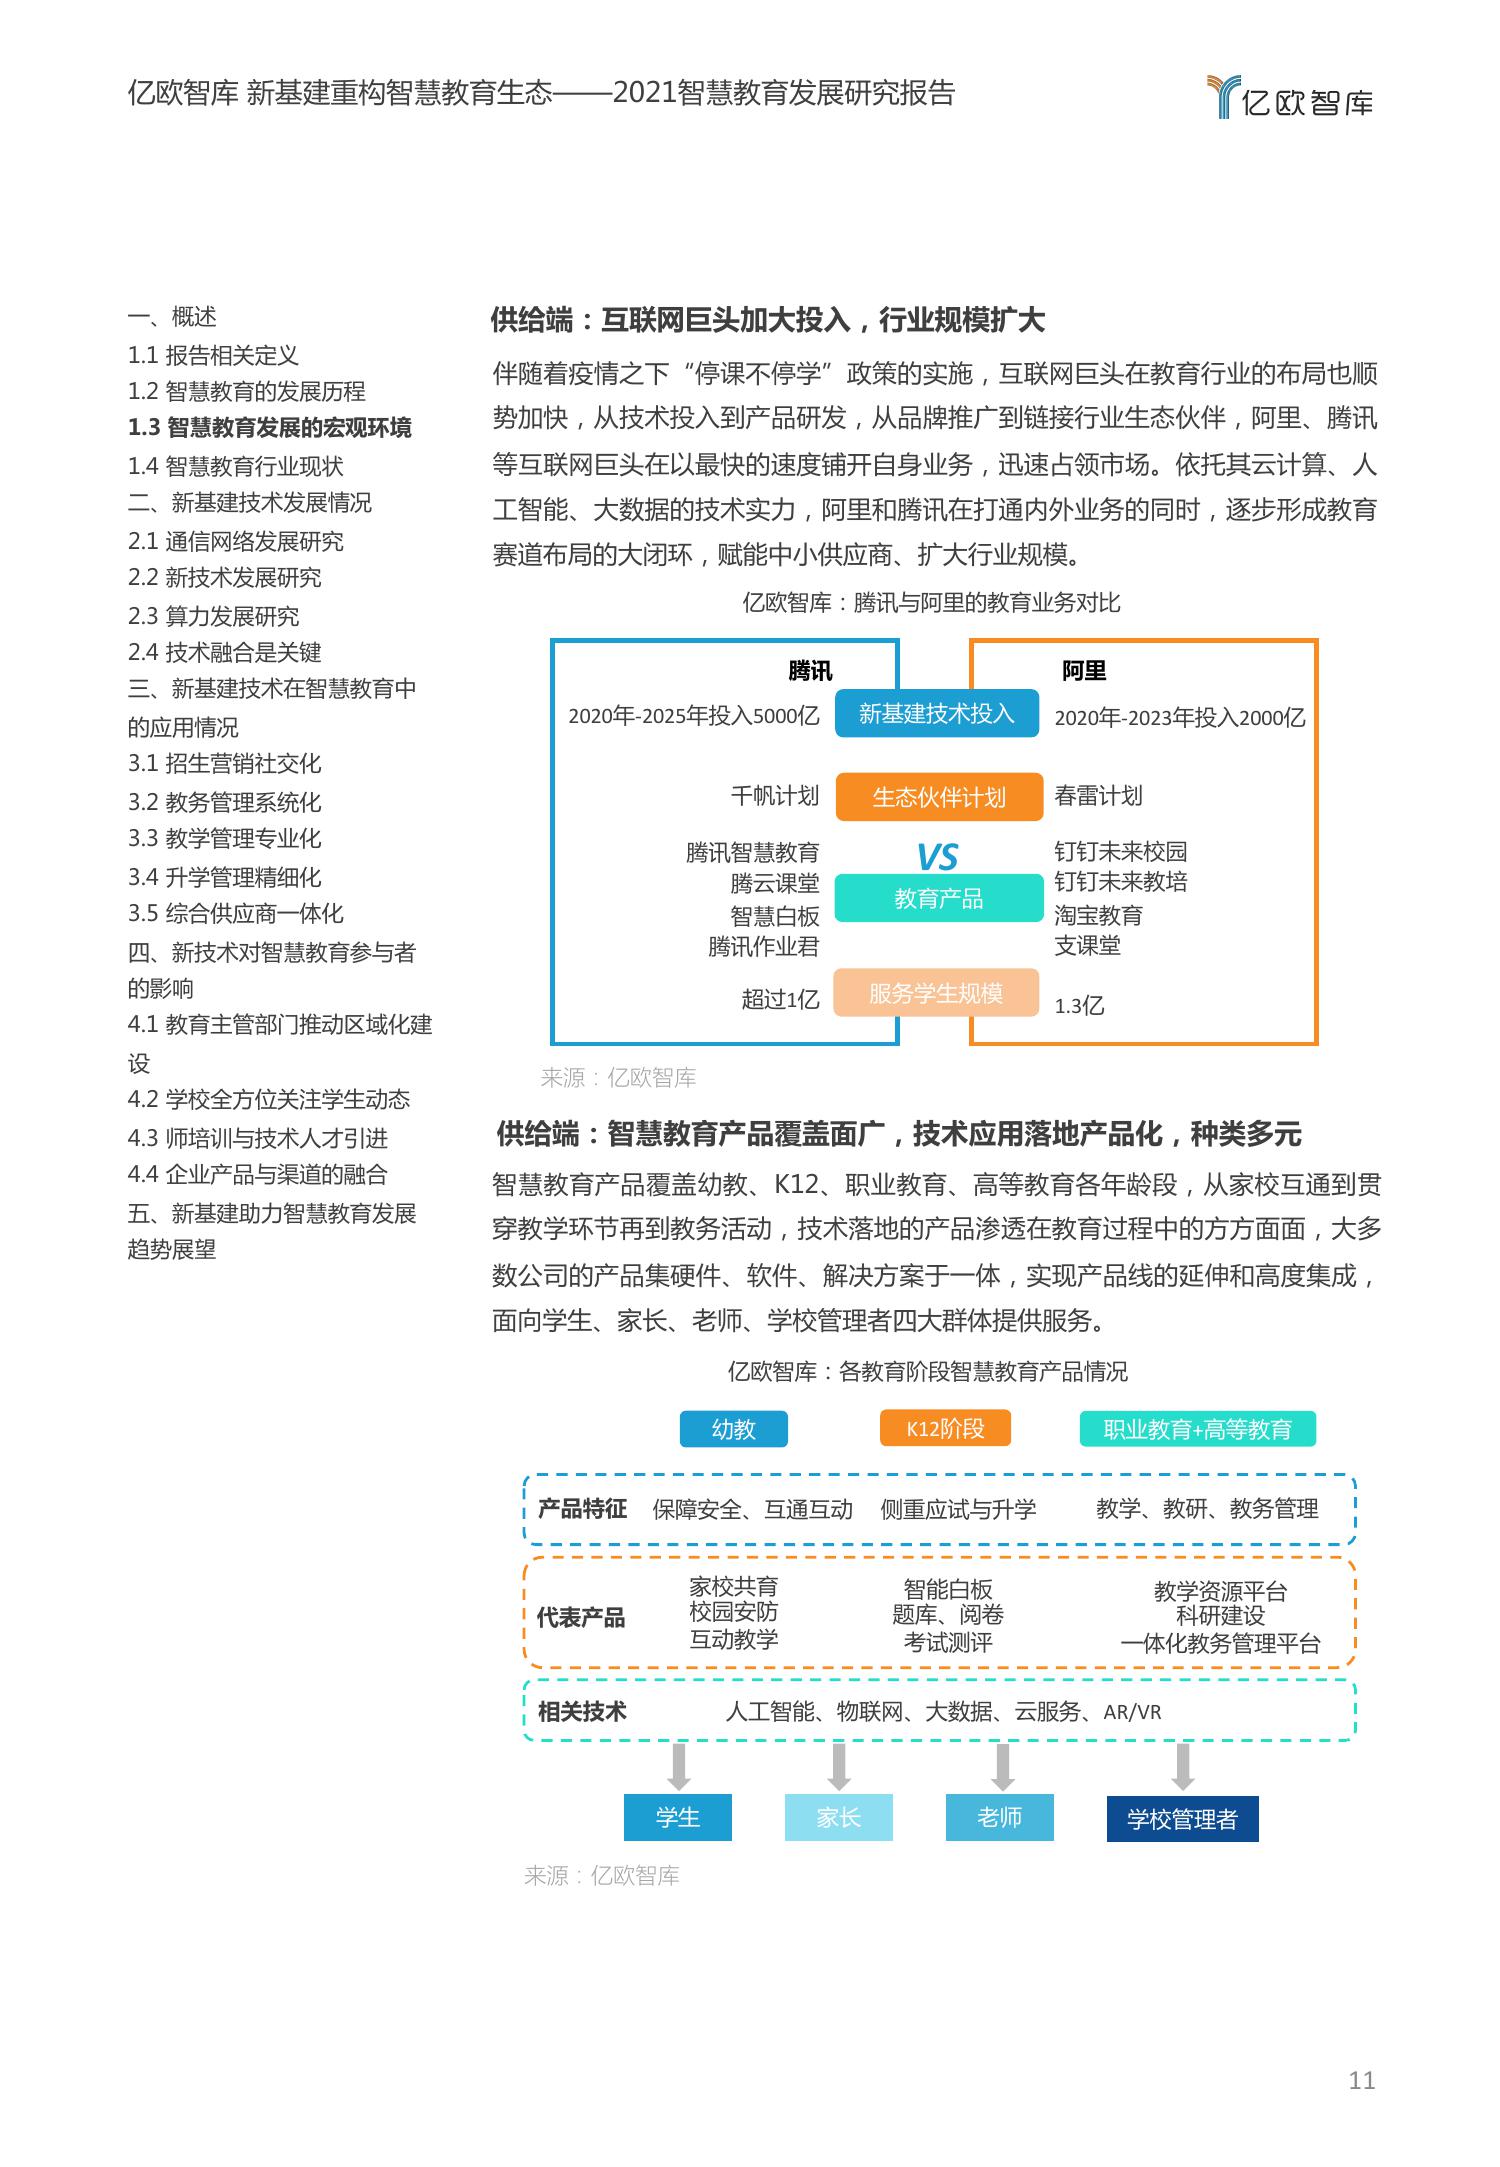 亿欧智库 新基建重构智慧教育生态——2021智慧教育发展研究报告
亿欧智库
一、概述
1.1 报告相关定义
1.2 智慧教育的发展历程
1.3 智慧教育发展的宏观环境
1.4 智慧教育行业现状
二、新基建技术发展情况
2.1 通信网络发展研究
2.2 新技术发展研究
2.3 算力发展研究
2.4 技术融合是关键
三、新基建技术在智慧教育中
的应用情况
3.1 招生营销社交化
3.2 教务管理系统化
3.3 教学管理专业化
3.4 升学管理精细化
3.5 综合供应商一体化
四、新技术对智慧教育参与者
的影响
4.1 教育主管部门推动区域化建
设
4.2 学校全方位关注学生动态
4.3 师培训与技术人才引进
4.4 企业产品与渠道的融合
五、新基建助力智慧教育发展
趋势展望
供给端：互联网巨头加大投入，行业规模扩大
伴随着疫情之下“停课不停学”政策的实施，互联网巨头在教育行业的布局也顺
势加快，从技术投入到产品研发，从品牌推广到链接行业生态伙伴，阿里、腾讯
等互联网巨头在以最快的速度铺开自身业务，迅速占领市场。依托其云计算、人
工智能、大数据的技术实力，阿里和腾讯在打通内外业务的同时，逐步形成教育
赛道布局的大闭环，赋能中小供应商、扩大行业规模。
亿欧智库：腾讯与阿里的教育业务对比
腾讯 阿里
2020年-2025年投入5000亿 新基建技术投入 2020年-2023年投入2000亿
千帆计划 生态伙伴计划 春雷计划
VS
腾讯智慧教育 钉钉未来校园
腾云课堂 教育产品 钉钉未来教培
智慧白板 淘宝教育
腾讯作业君 支课堂
超过1亿 服务学生规模 1.3亿
来源：亿欧智库
供给端：智慧教育产品覆盖面广，技术应用落地产品化，种类多元
智慧教育产品覆盖幼教、K12、职业教育、高等教育各年龄段，从家校互通到贯
穿教学环节再到教务活动，技术落地的产品渗透在教育过程中的方方面面，大多
数公司的产品集硬件、软件、解决方案于一体，实现产品线的延伸和高度集成，
面向学生、家长、老师、学校管理者四大群体提供服务。
亿欧智库：各教育阶段智慧教育产品情况
幼教 K12阶段 职业教育+高等教育
产品特征 保障安全、互通互动 侧重应试与升学 教学、教研、教务管理
家校共育 智能白板 教学资源平台
代表产品 校园安防 题库、阅卷 科研建设
互动教学 考试测评 一体化教务管理平台
相关技术 人工智能、物联网、大数据、云服务、AR/VR
学生 家长 老师 学校管理者
来源：亿欧智库
11